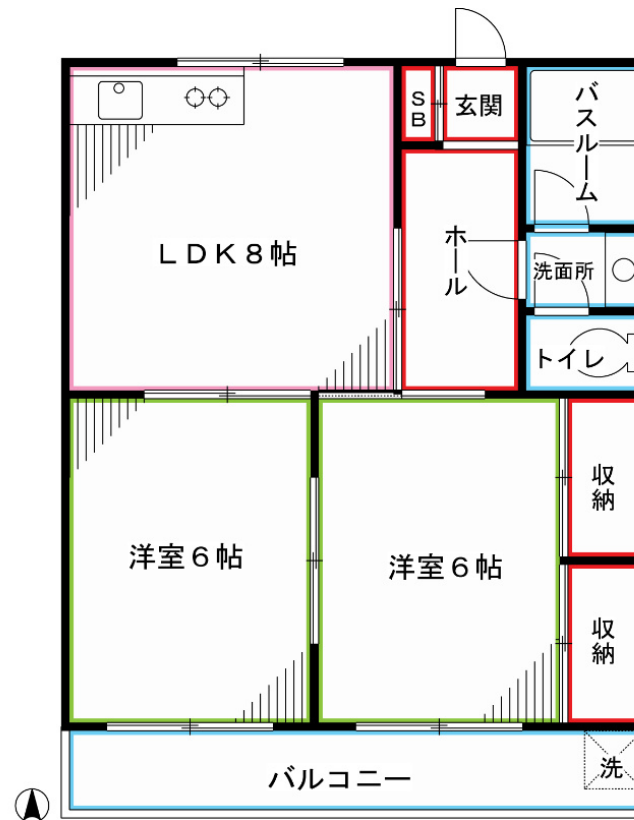 SB
玄関
バスルーム
LDK8帖
ホール
洗面所
トイレ
洋室6帖
洋室6帖
収納
収納
バルコニー
洗